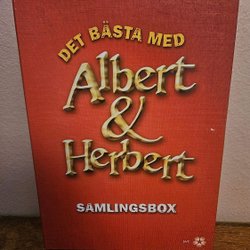 DET BÄSTA MED
Albert
&
Herbert
SAMLINGSBOX